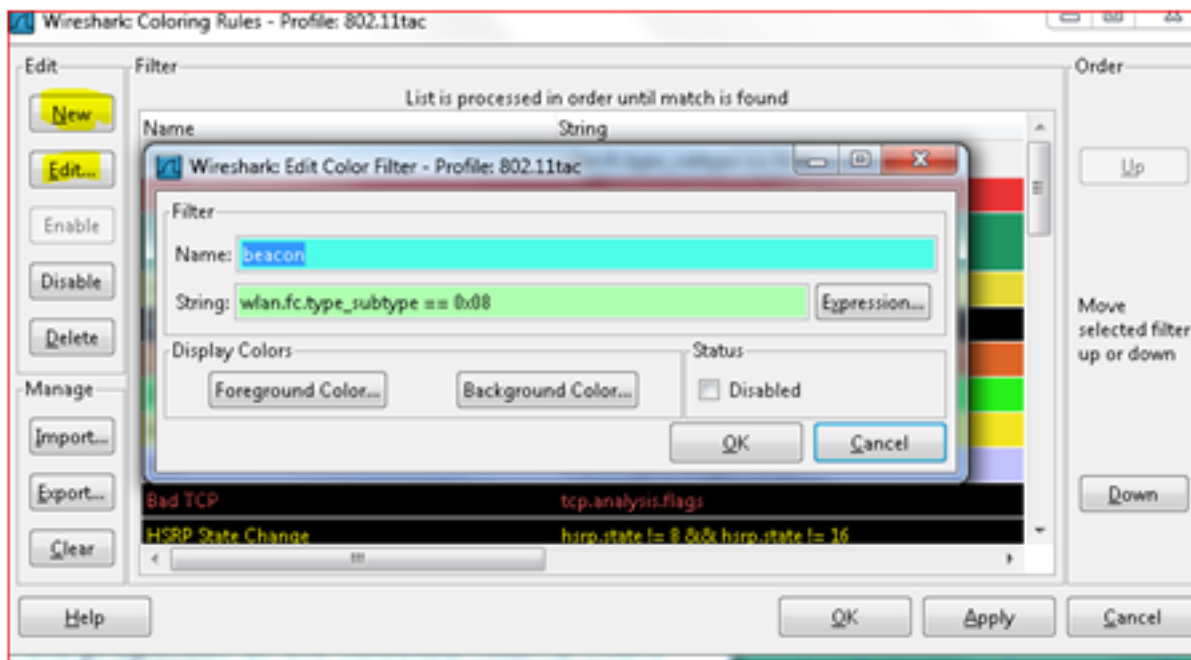 Wireshark: Coloring Rules - Profile: 802.11tac
Edit
Filter
Order
List is processed in order until match is found
New
Name String
Wireshark: Edit Color Filter - Profile: 802.11tac
Edit...
Up
Filter
Enable
Name: beacon
Disable
String: wlan.fc.type_subtype == 0x08 Expression...
Move
selected filter
up or down
Delete
Display Colors
Status
Foreground Color... Background Color... Disabled
Manage
Import...
OK Cancel
Export...
Bad TCP tcp.analysis.flags
Down
HSRP State Change hsrp.state != 8 && hsrp.state != 16
Clear
Help OK Apply Cancel